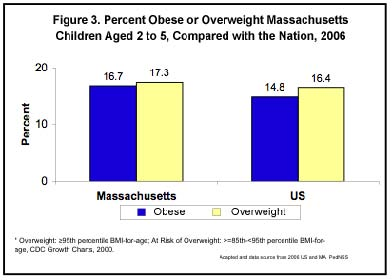 Figure 3. Percent Obese or Overweight Massachusetts
Children Aged 2 to 5, Compared with the Nation, 2006
20
10
0
Percent
16.7
17.3
14.8
16.4
Massachusetts
US
Obese Overweight
* Overweight: ≥95th percentile BMI-for-age; At Risk of Overweight: >=85th-<95th percentile BMI-for-
age, CDC Growth Charts, 2000.
Adapted and data source from 2006 US and MA PedNSS